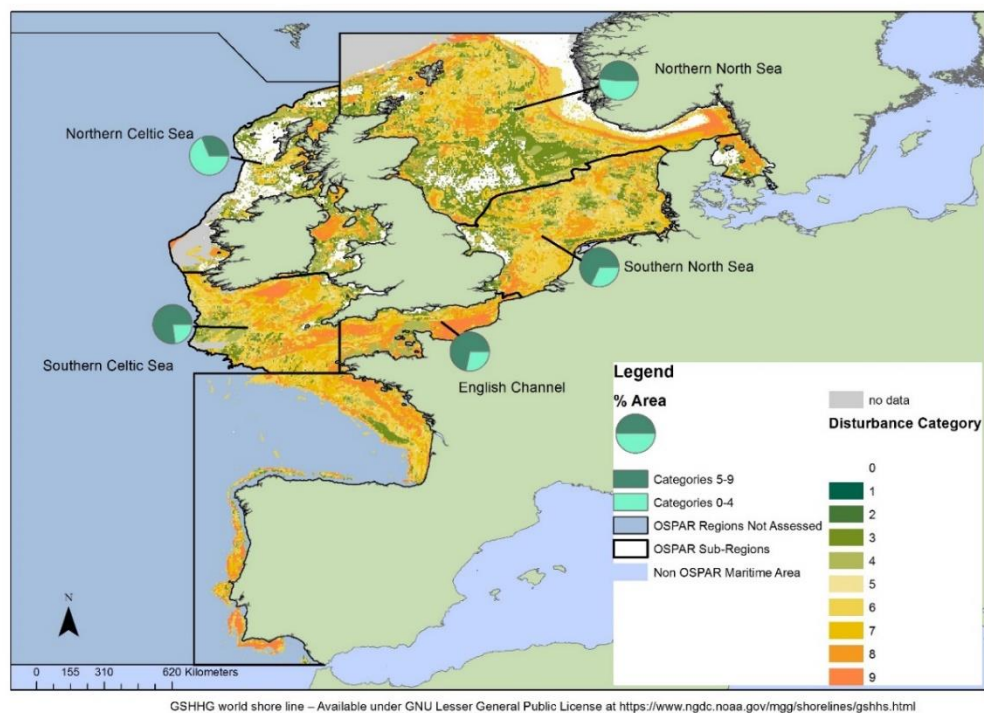 Northern North Sea
Northern Celtic Sea
Southern North Sea
Southern Celtic Sea
English Channel
Legend
% Area
Categories 5-9
Categories 0-4
OSPAR Regions Not Assessed
OSPAR Sub-Regions
Non OSPAR Maritime Area
no data
Disturbance Category
0
1
2
3
4
5
6
7
8
9
N
0 155 310 620 Kilometers
GSHHG world shore line – Available under GNU Lesser General Public License at https://www.ngdc.noaa.gov/mgg/shorelines/gshhs.html